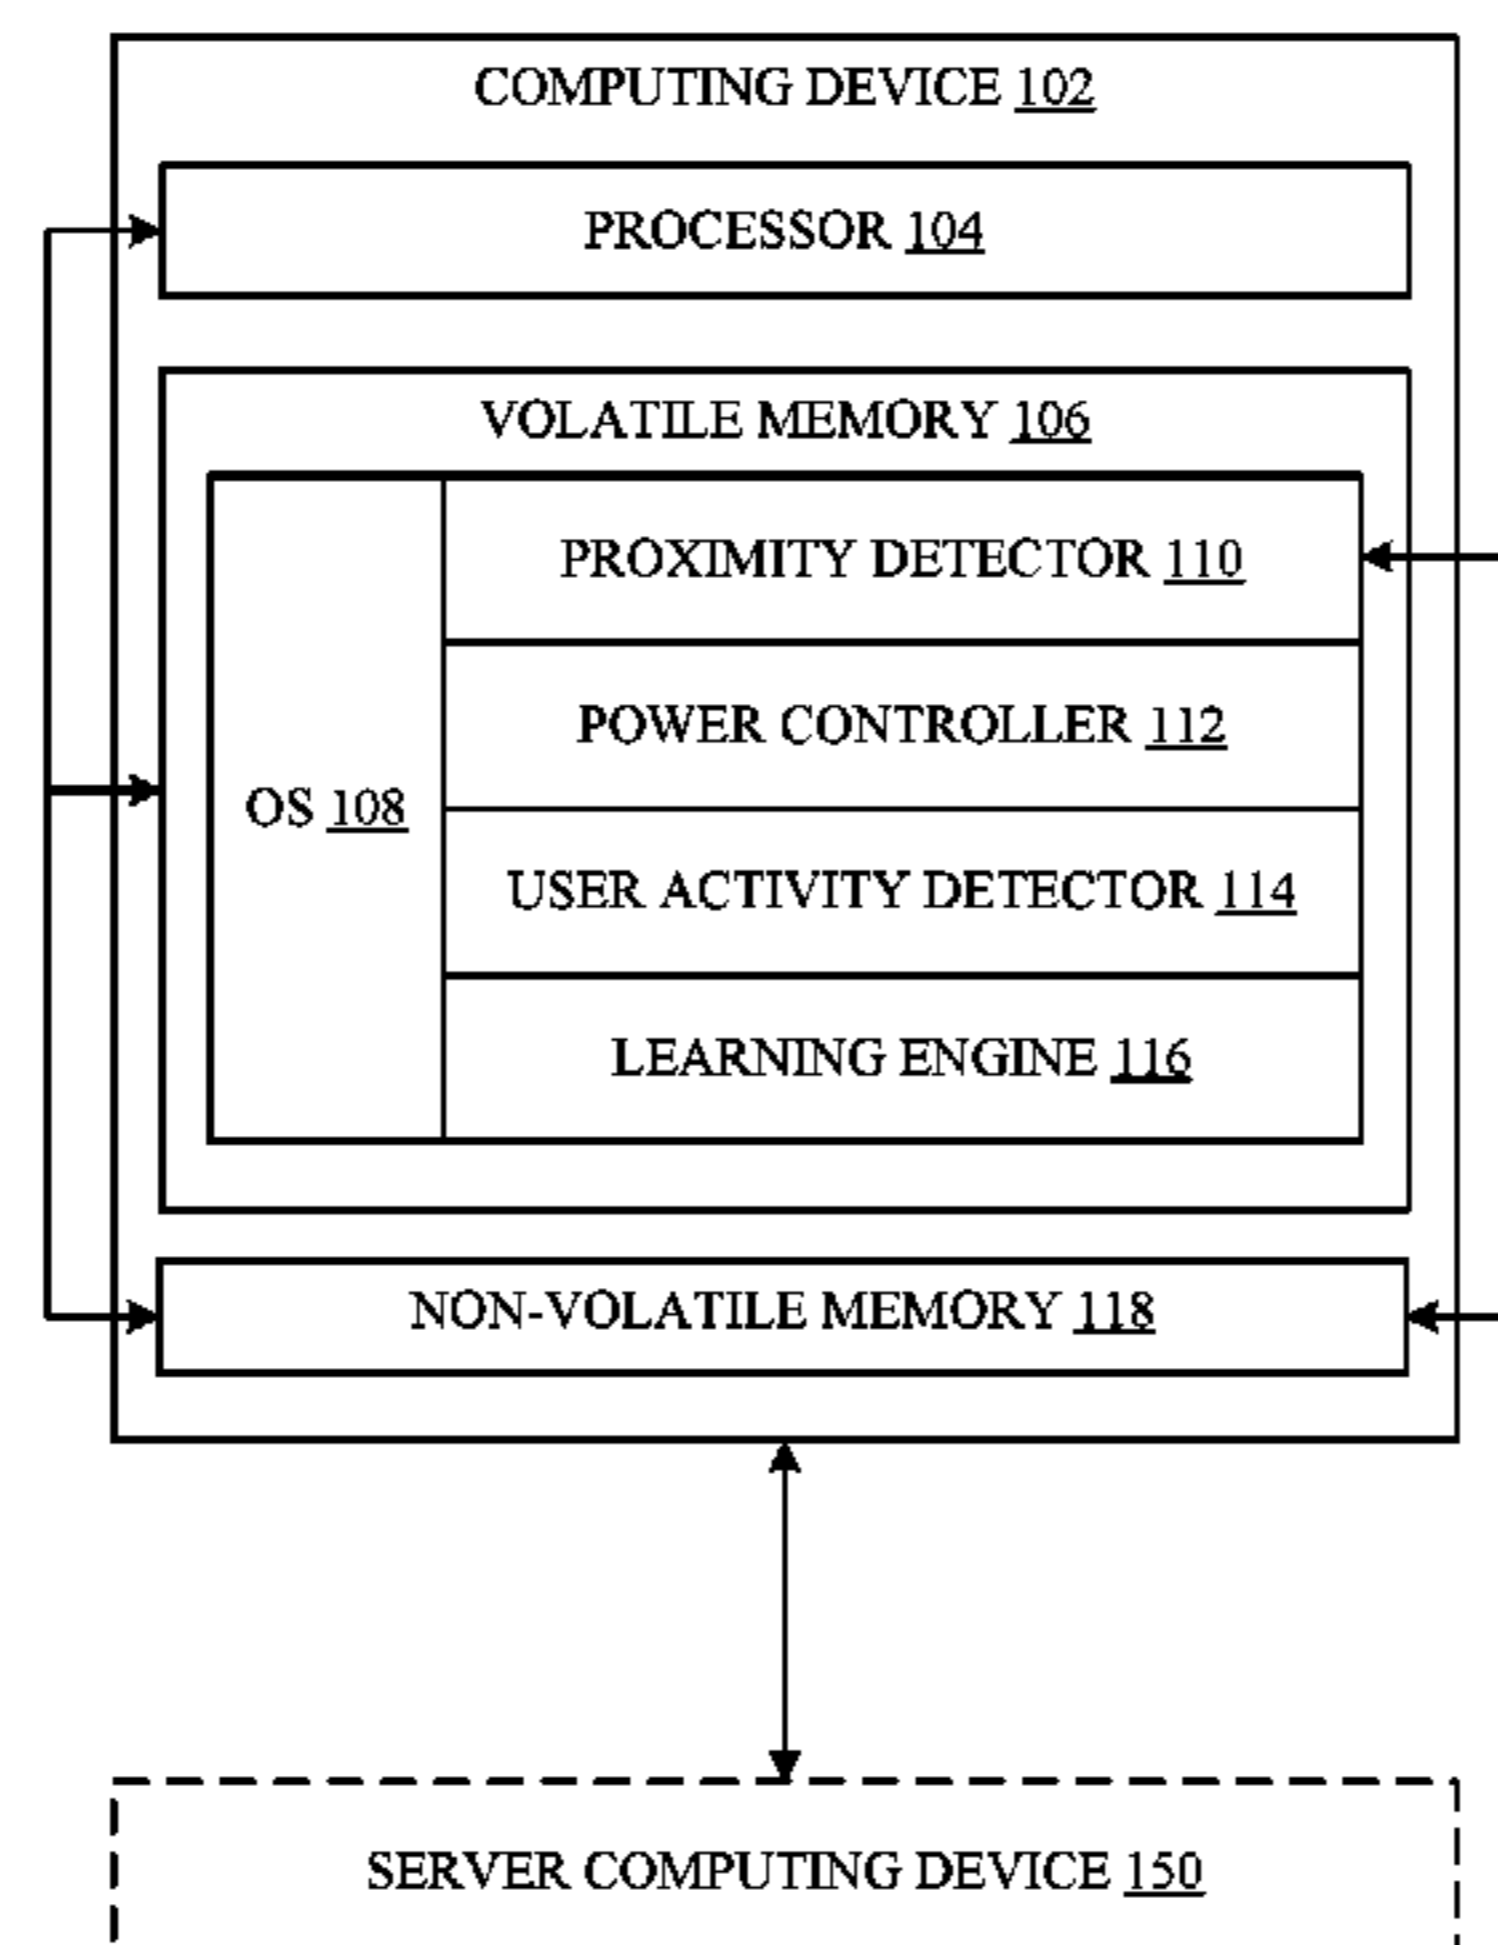 COMPUTING DEVICE 102
PROCESSOR 104
VOLATILE MEMORY 106
OS 108
PROXIMITY DETECTOR 110
POWER CONTROLLER 112
USER ACTIVITY DETECTOR 114
LEARNING ENGINE 116
NON-VOLATILE MEMORY 118
SERVER COMPUTING DEVICE 150